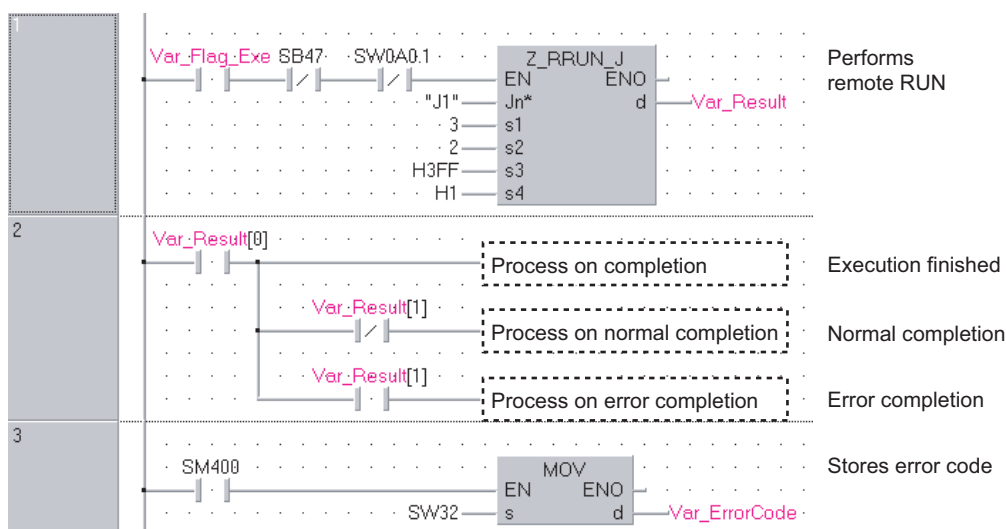 1
Var_Flag_Exe SB47 SW0A0.1
Z_RRUN_J
EN ENO
"J1" Jn* d Var_Result
3 s1
2 s2
H3FF s3
H1 s4
Performs
remote RUN
2
Var_Result[0]
Process on completion
Execution finished
Var_Result[1]
Process on normal completion
Normal completion
Var_Result[1]
Process on error completion
Error completion
3
SM400
MOV
EN ENO
SW32 s d Var_ErrorCode
Stores error code